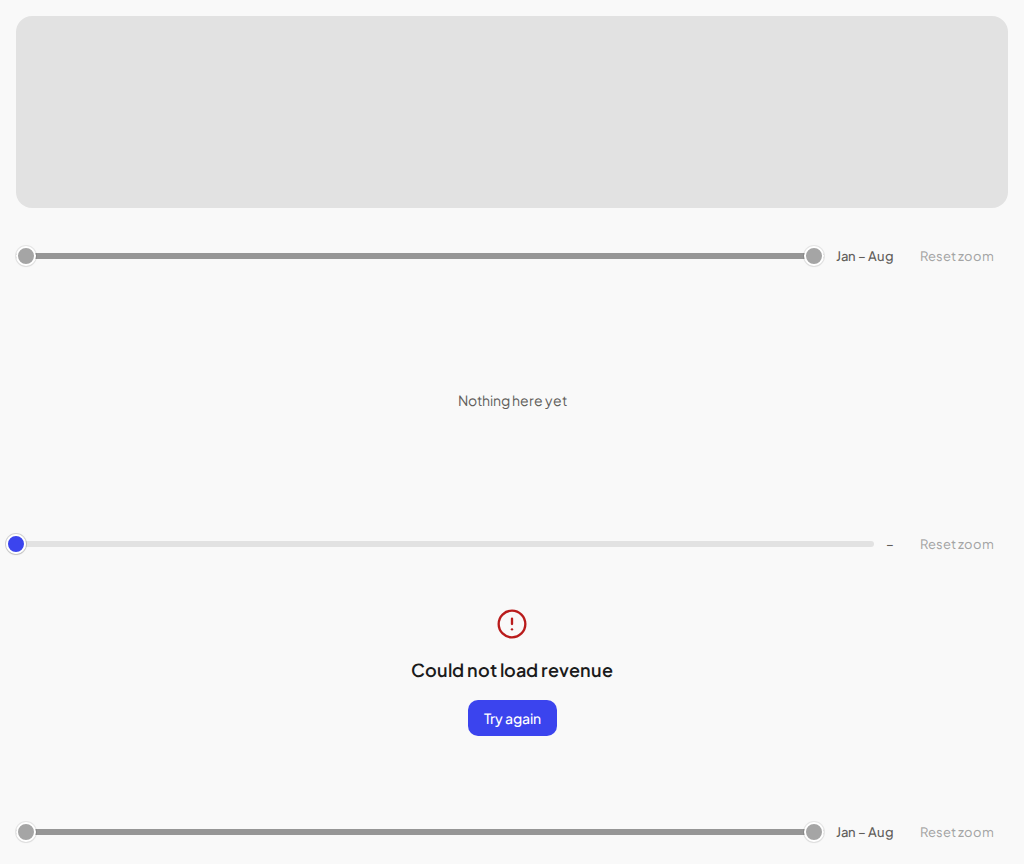 Jan – Aug Reset zoom
Nothing here yet
– Reset zoom
Could not load revenue
Try again
Jan – Aug Reset zoom